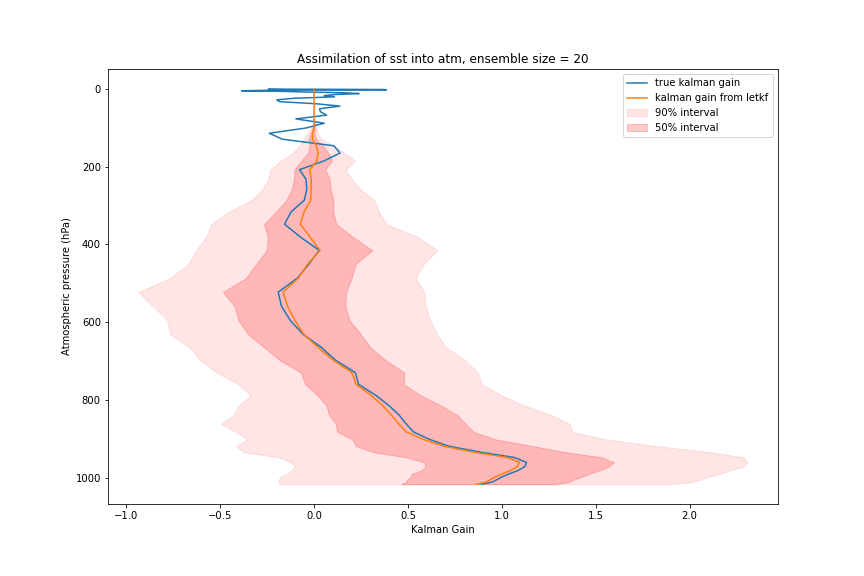 Assimilation of sst into atm, ensemble size = 20
true kalman gain
kalman gain from letkf
90% interval
50% interval
Atmospheric pressure (hPa)
0
200
400
600
800
1000
−1.0 −0.5 0.0 0.5 1.0 1.5 2.0
Kalman Gain